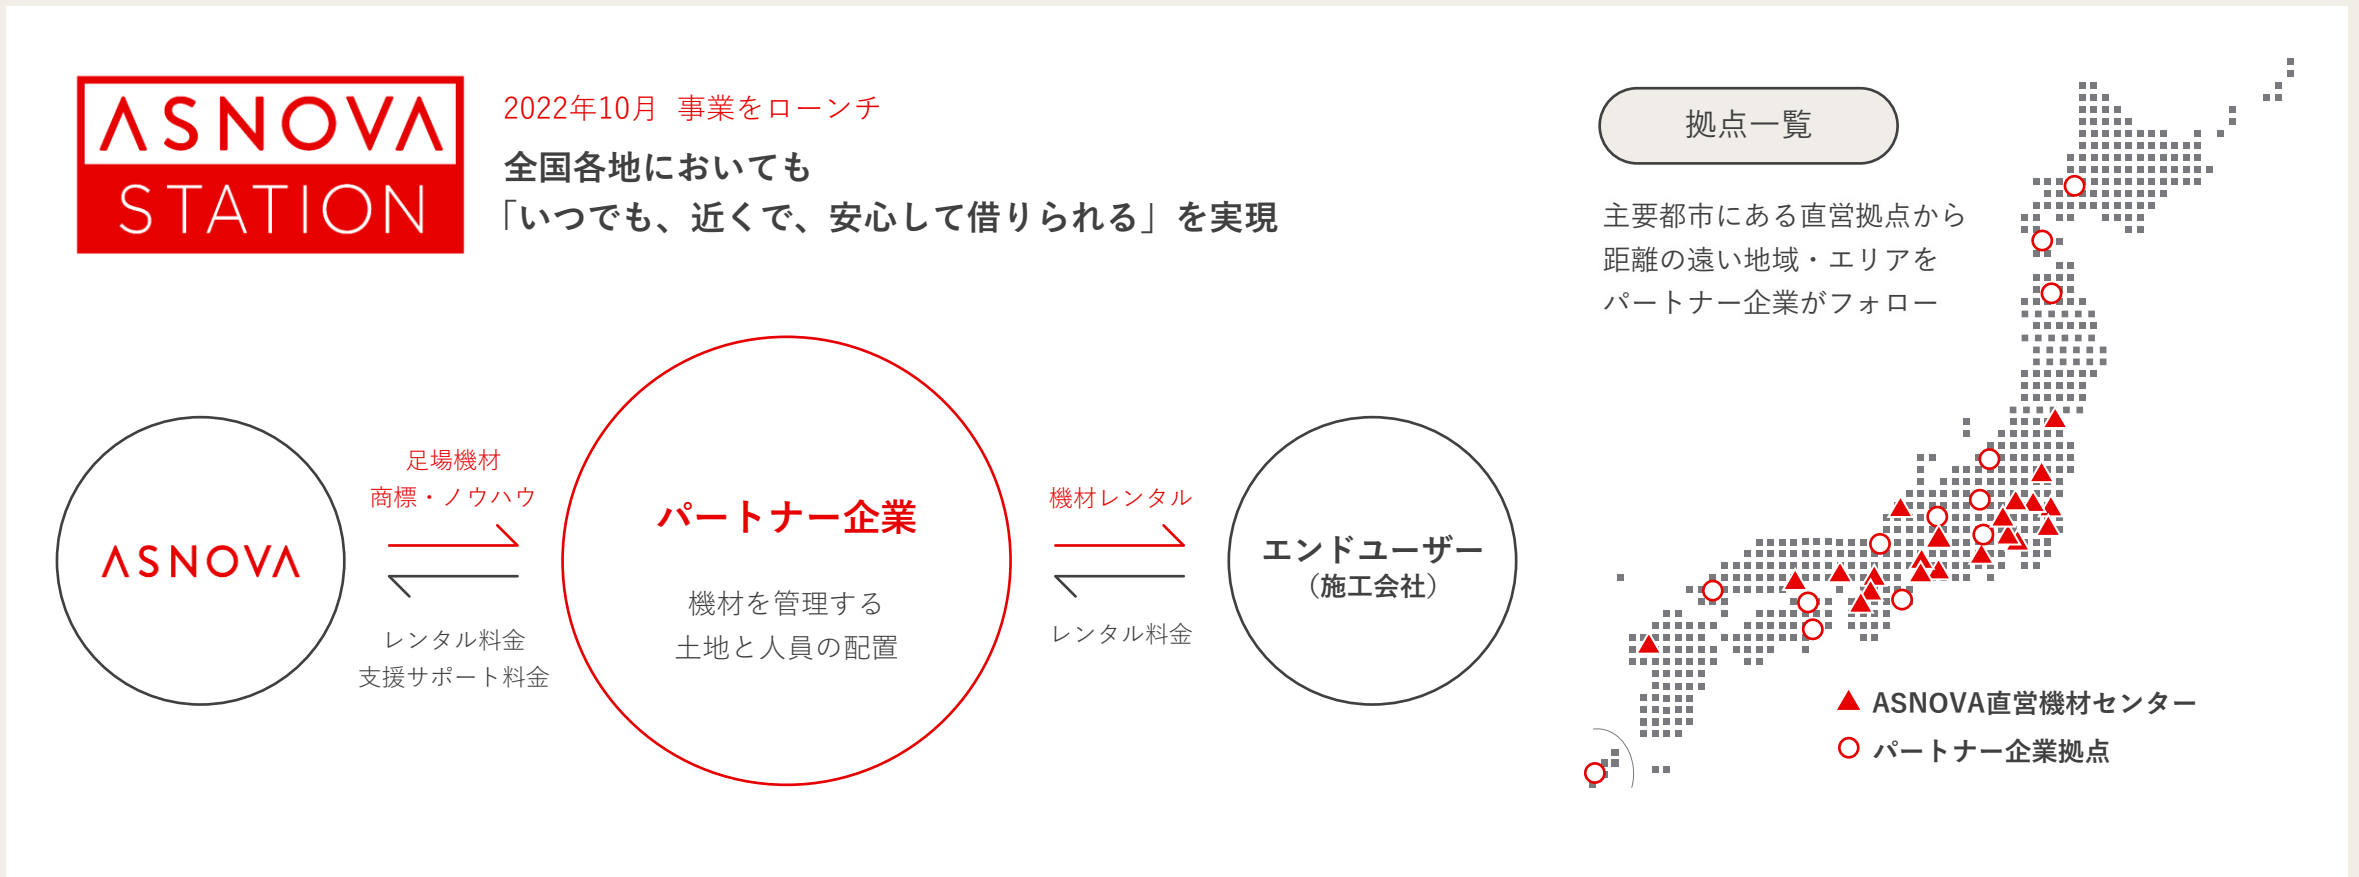 ASNOVA
STATION
2022年10月 事業をローンチ
全国各地においても
「いつでも、近くで、安心して借りられる」を実現
ASNOVA
足場機材
商標・ノウハウ
レンタル料金
支援サポート料金
パートナー企業
機材を管理する
土地と人員の配置
機材レンタル
レンタル料金
エンドユーザー
（施工会社）
拠点一覧
主要都市にある直営拠点から
距離の遠い地域・エリアを
パートナー企業がフォロー
ASNOVA直営機材センター
パートナー企業拠点